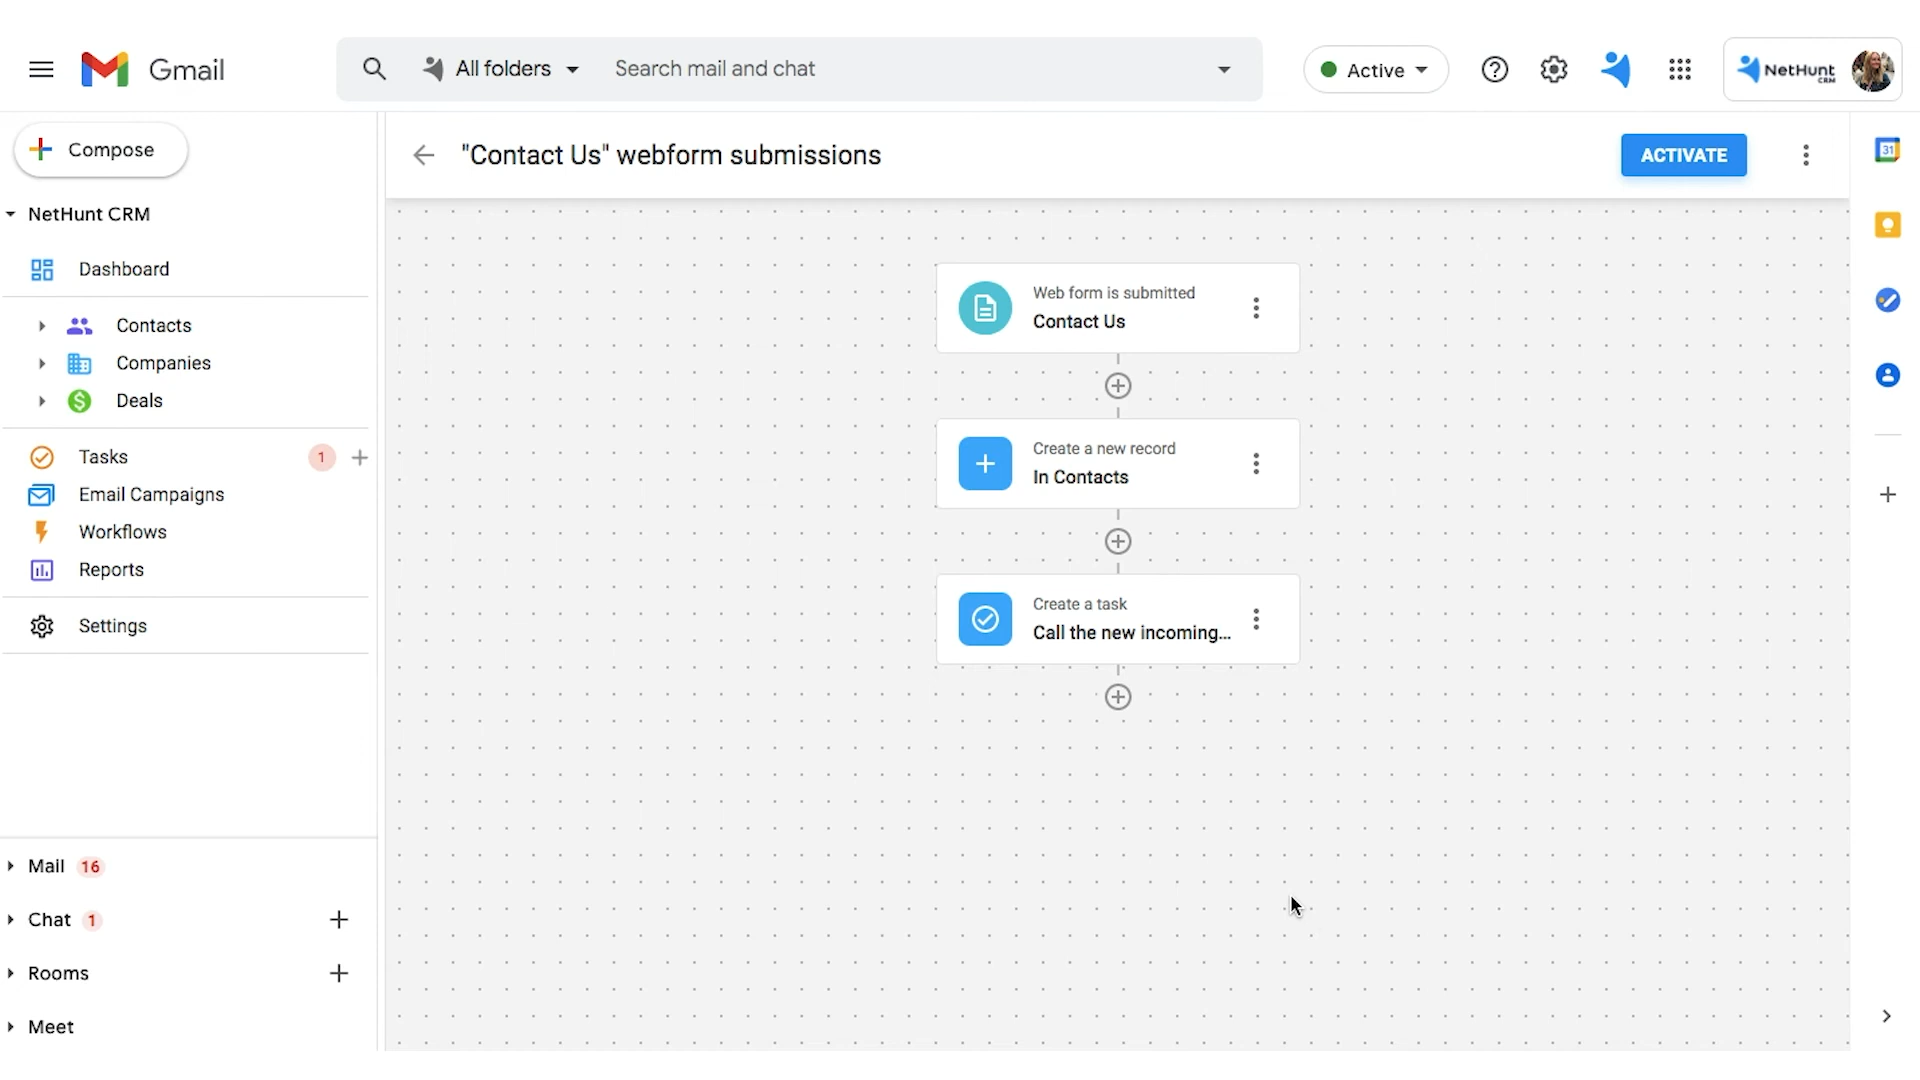 Gmail
All folders
Search mail and chat
Active
NetHunt
CRM
Compose
"Contact Us" webform submissions
ACTIVATE
31
NetHunt CRM
Dashboard
Contacts
Companies
Deals
Tasks
1
Email Campaigns
Workflows
Reports
Settings
Web form is submitted
Contact Us
Create a new record
In Contacts
Create a task
Call the new incoming...
Mail 16
Chat 1
Rooms
Meet